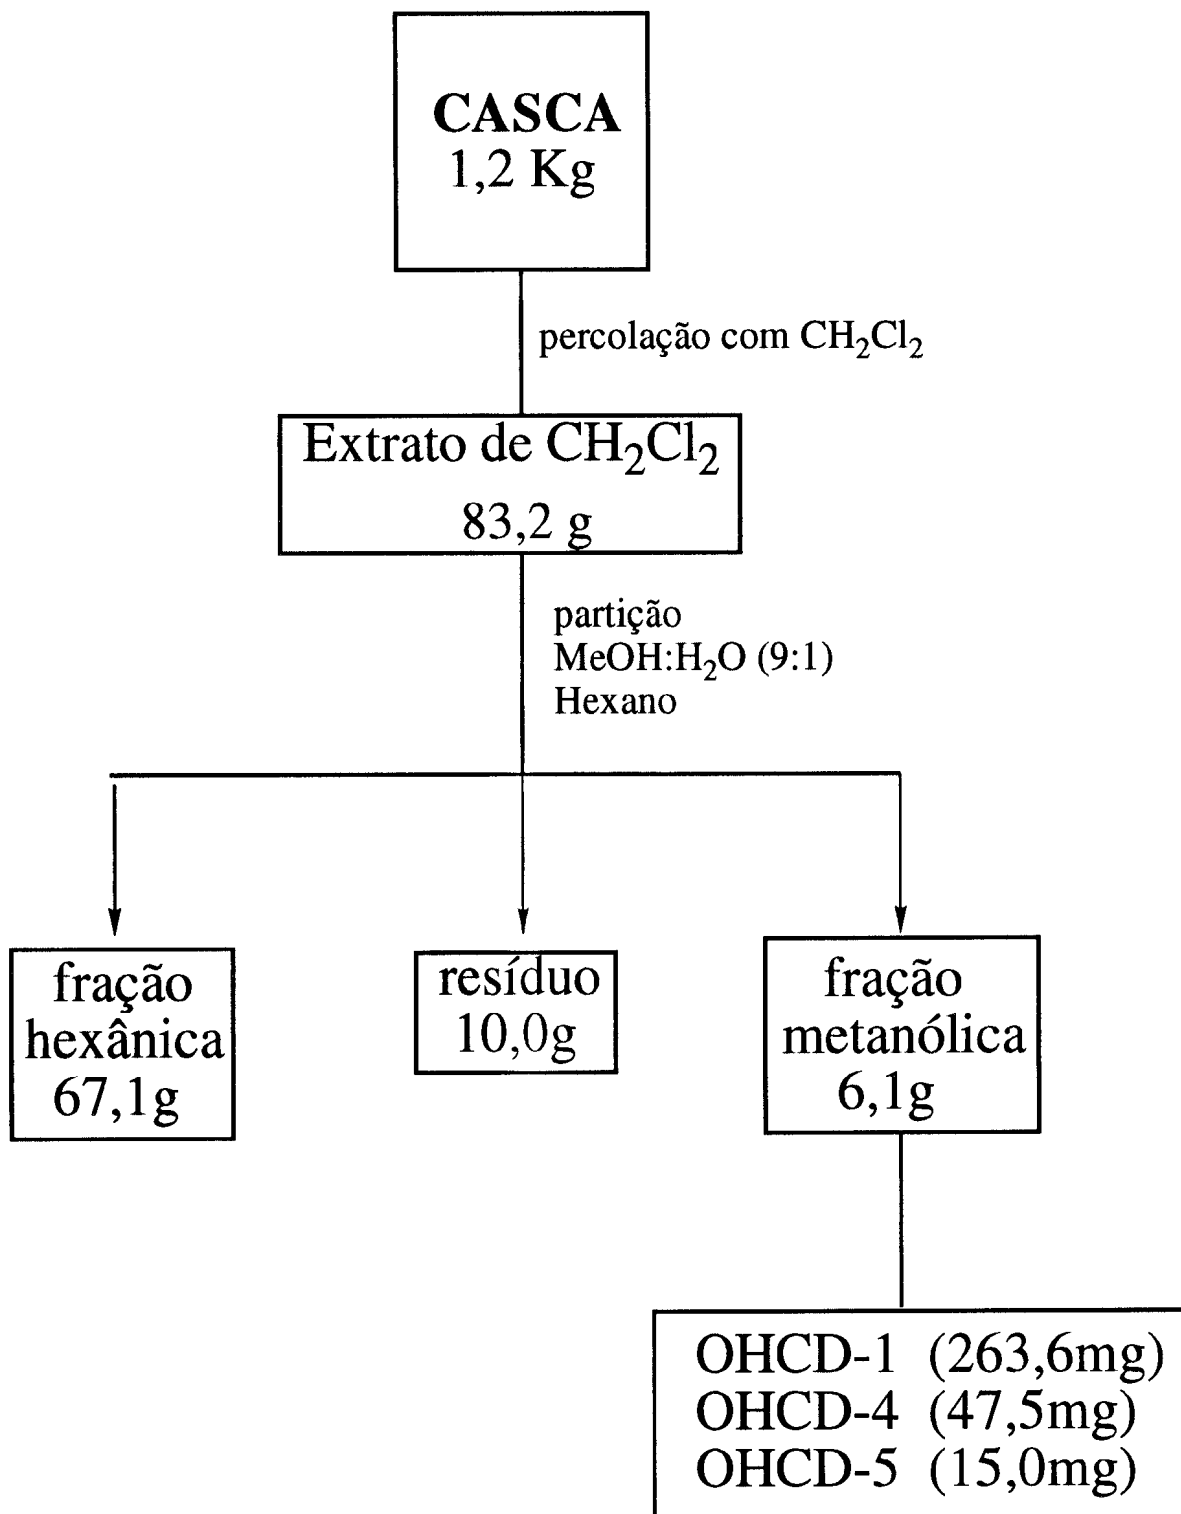 CASCA
1,2 Kg
percolação com CH₂Cl₂
Extrato de CH₂Cl₂
83,2 g
partição
MeOH:H₂O (9:1)
Hexano
fração
hexânica
67,1g
resíduo
10,0g
fração
metanólica
6,1g
OHCD-1 (263,6mg)
OHCD-4 (47,5mg)
OHCD-5 (15,0mg)